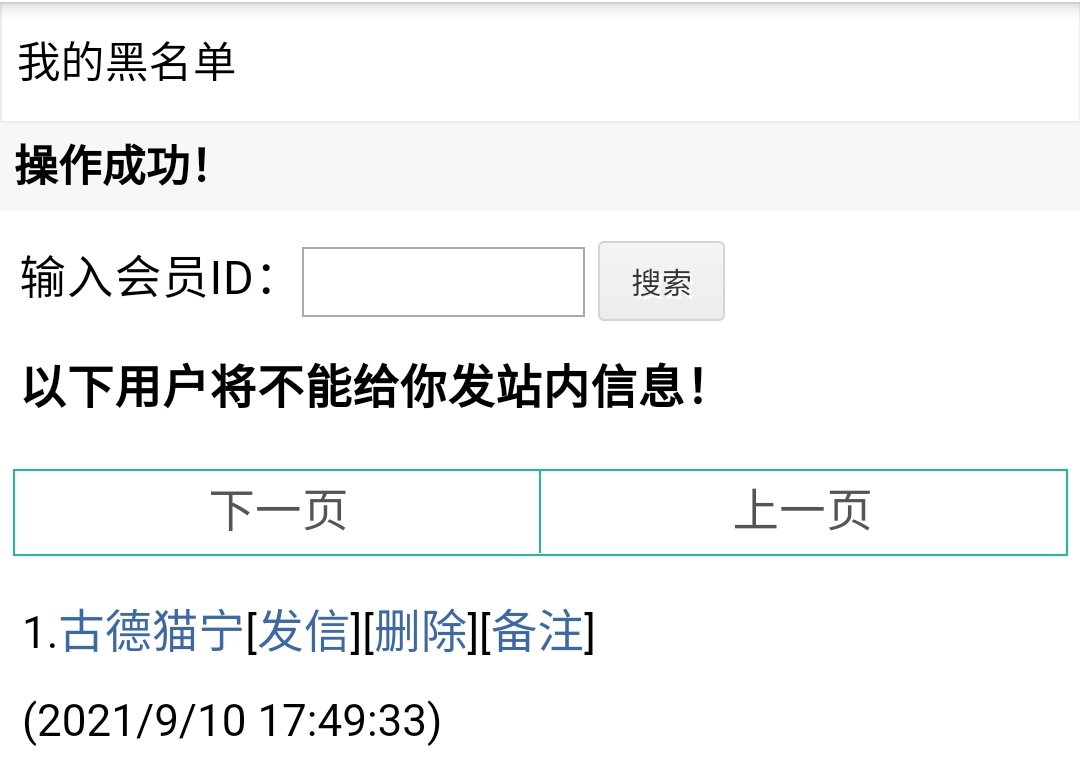 我的黑名单
操作成功！
输入会员ID： 搜索
以下用户将不能给你发站内信息！
下一页 上一页
1.古德猫宁[发信][删除][备注]
(2021/9/10 17:49:33)